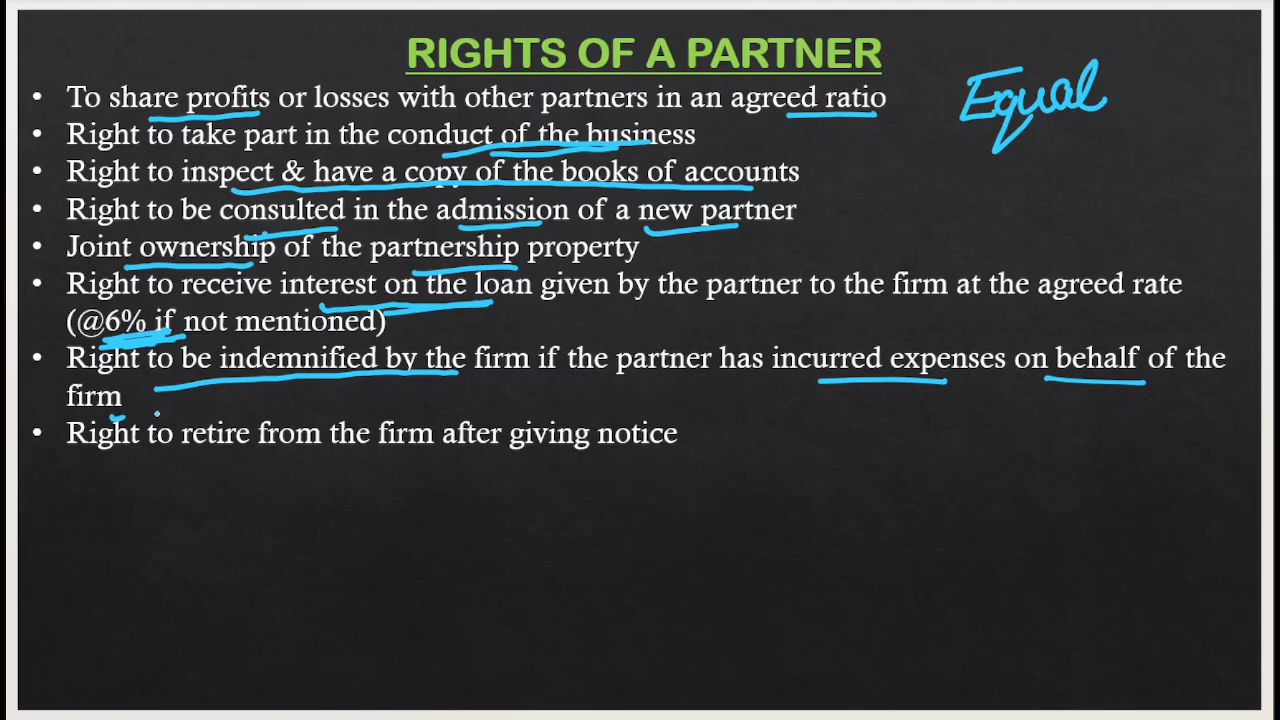 RIGHTS OF A PARTNER
• To share profits or losses with other partners in an agreed ratio
Equal
• Right to take part in the conduct of the business
• Right to inspect & have a copy of the books of accounts
• Right to be consulted in the admission of a new partner
• Joint ownership of the partnership property
• Right to receive interest on the loan given by the partner to the firm at the agreed rate
(@6% if not mentioned)
• Right to be indemnified by the firm if the partner has incurred expenses on behalf of the
firm
• Right to retire from the firm after giving notice